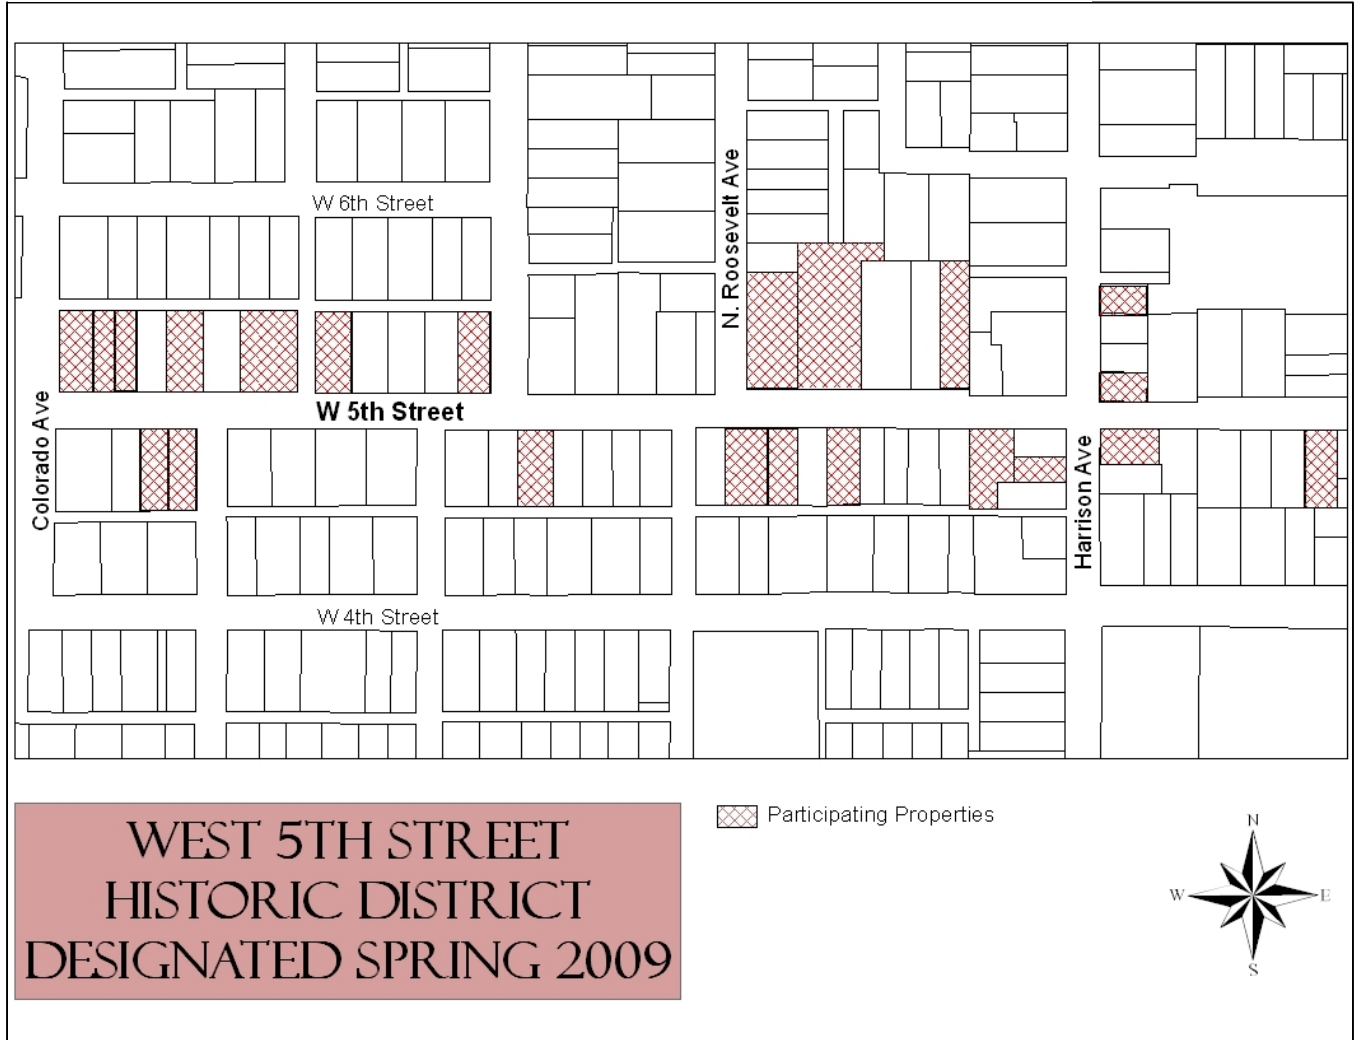 W 6th Street
N. Roosevelt Ave
W 5th Street
Colorado Ave
Harrison Ave
W 4th Street
Participating Properties
WEST 5TH STREET
HISTORIC DISTRICT
DESIGNATED SPRING 2009
N
W
E
S